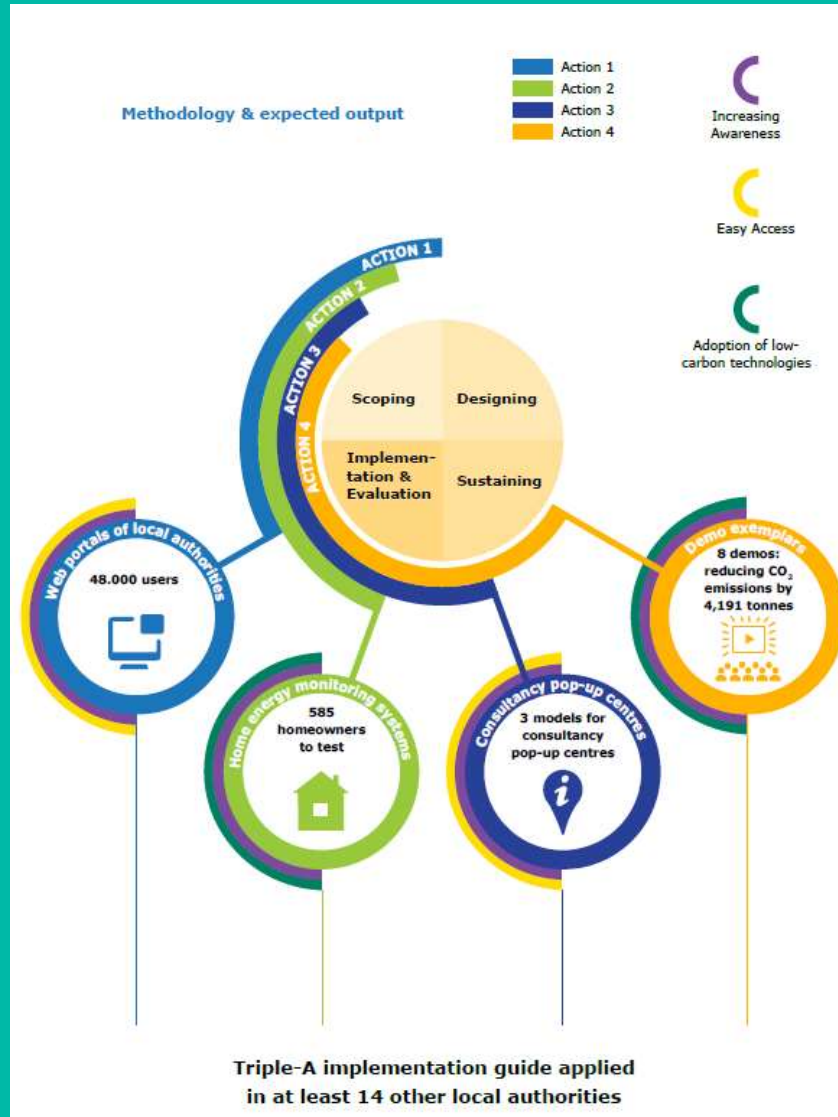 Methodology & expected output
Action 1
Action 2
Action 3
Action 4
Increasing
Awareness
Easy Access
Adoption of low-
carbon technologies
ACTION 1
ACTION 2
ACTION 3
ACTION 4
Scoping
Designing
Implemen-
tation &
Evaluation
Sustaining
Web portals of local authorities
48.000 users
Home energy monitoring systems
585
homeowners
to test
Consultancy pop-up centres
3 models for
consultancy
pop-up centres
i
Demo exemplars
8 demos:
reducing CO₂
emissions by
4,191 tonnes
Triple-A implementation guide applied
in at least 14 other local authorities